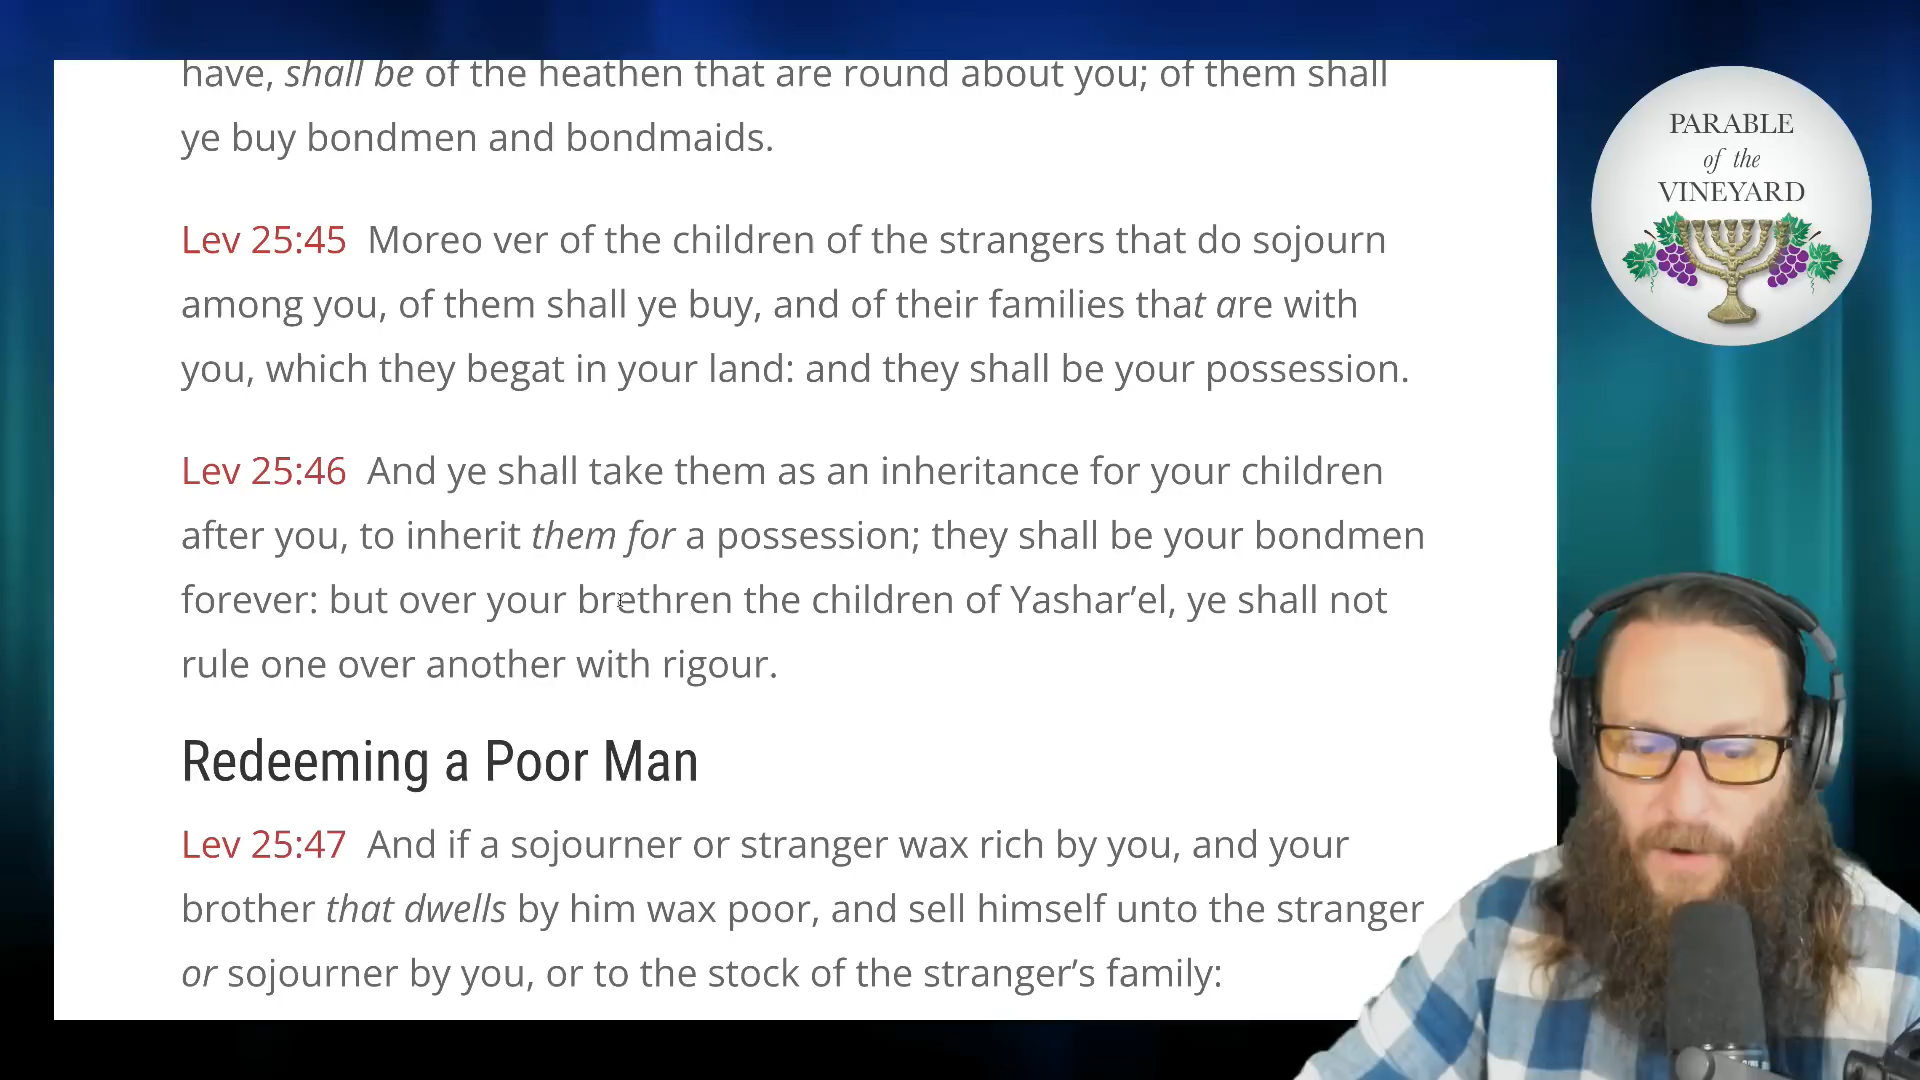 have, shall be of the heathen that are round about you; of them shall
ye buy bondmen and bondmaids.
Lev 25:45 Moreo ver of the children of the strangers that do sojourn
among you, of them shall ye buy, and of their families that are with
you, which they begat in your land: and they shall be your possession.
Lev 25:46 And ye shall take them as an inheritance for your children
after you, to inherit them for a possession; they shall be your bondmen
forever: but over your brethren the children of Yashar’el, ye shall not
rule one over another with rigour.
Redeeming a Poor Man
Lev 25:47 And if a sojourner or stranger wax rich by you, and your
brother that dwells by him wax poor, and sell himself unto the stranger
or sojourner by you, or to the stock of the stranger’s family:
PARABLE
of the
VINEYARD